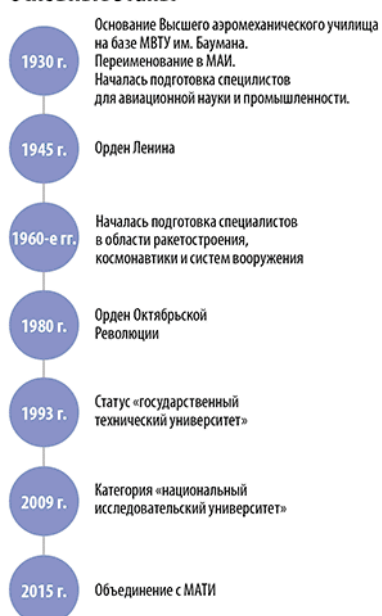 1930 г.
Основание Высшего аэромеханического училища
на базе МВТУ им. Баумана.
Переименование в МАИ.
Началась подготовка специлистов
для авиационной науки и промышленности.
1945 г.
Орден Ленина
1960-е гг.
Началась подготовка специалистов
в области ракетостроения,
космонавтики и систем вооружения
1980 г.
Орден Октябрьской
Революции
1993 г.
Статус «государственный
технический университет»
2009 г.
Категория «национальный
исследовательский университет»
2015 г.
Объединение с МАТИ